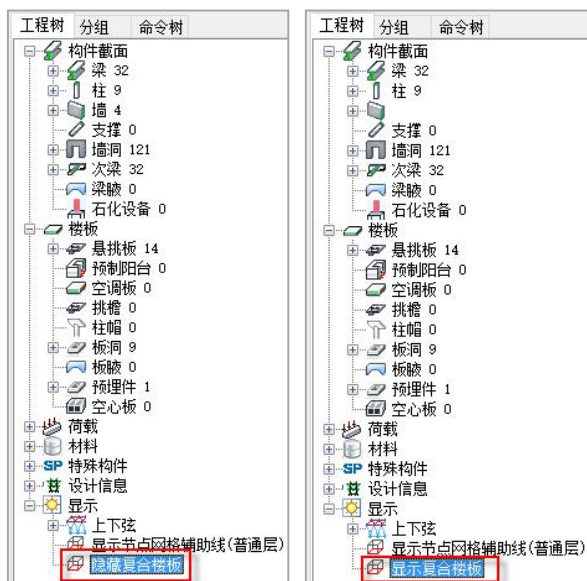 工程树 分组 命令树
构件截面
梁 32
柱 9
墙 4
支撑 0
墙洞 121
次梁 32
梁腋 0
石化设备 0
楼板
悬挑板 14
预制阳台 0
空调板 0
挑檐 0
柱帽 0
板洞 9
板腋 0
预埋件 1
空心板 0
荷载
材料
SP 特殊构件
设计信息
显示
上下弦
显示节点网格辅助线(普通层)
隐藏复合楼板
工程树 分组 命令树
构件截面
梁 32
柱 9
支撑 0
墙洞 121
次梁 32
梁腋 0
石化设备 0
楼板
悬挑板 14
预制阳台 0
空调板 0
挑檐 0
柱帽 0
板洞 9
板腋 0
预埋件 1
空心板 0
荷载
材料
SP 特殊构件
设计信息
显示
上下弦
显示节点网格辅助线(普通层)
显示复合楼板